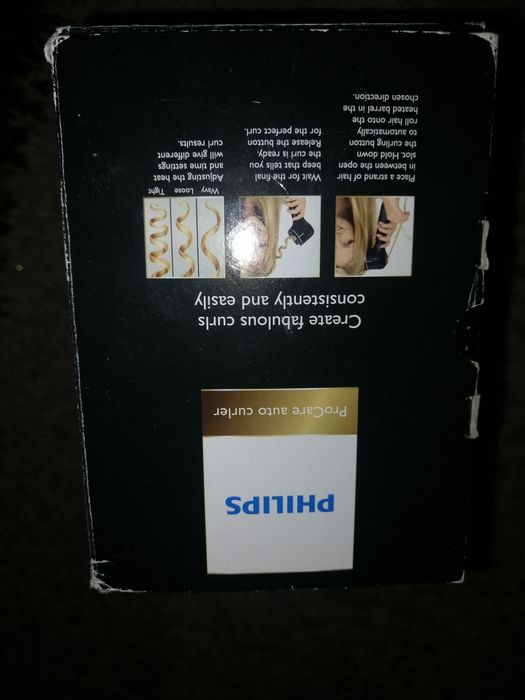 PHILIPS
ProCare auto curler
Create fabulous curls
consistently and easily
Place a strand of hair
in between the open
slot. Hold down
the curling button
to automatically
roll hair onto the
heated barrel in the
chosen direction.
Wait for the final
beep that tells you
the curl is ready.
Release the button
for the perfect curl.
Wavy Loose Tight
Adjusting the heat
and time settings
will give different
curl results.